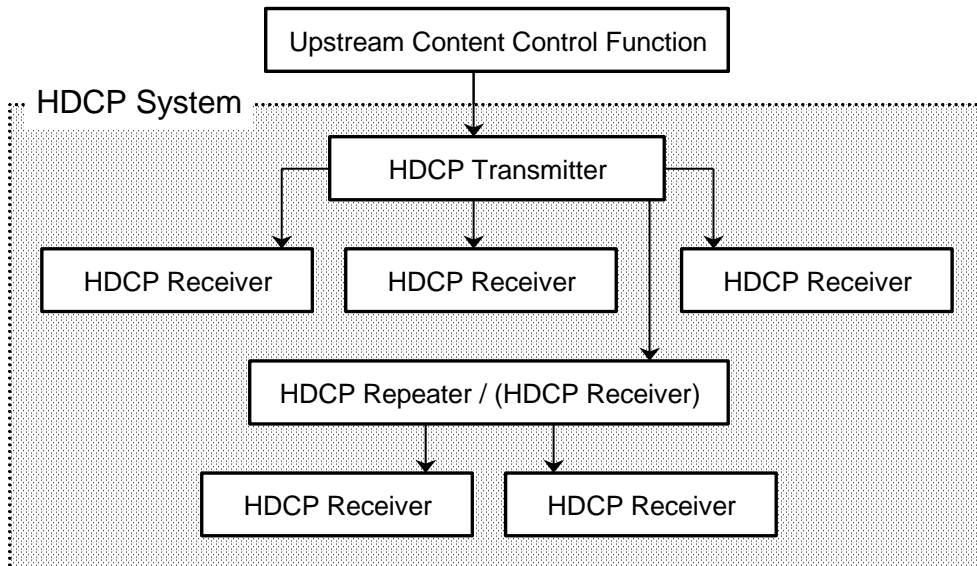 Upstream Content Control Function
HDCP System
HDCP Transmitter
HDCP Receiver
HDCP Receiver
HDCP Receiver
HDCP Repeater / (HDCP Receiver)
HDCP Receiver
HDCP Receiver